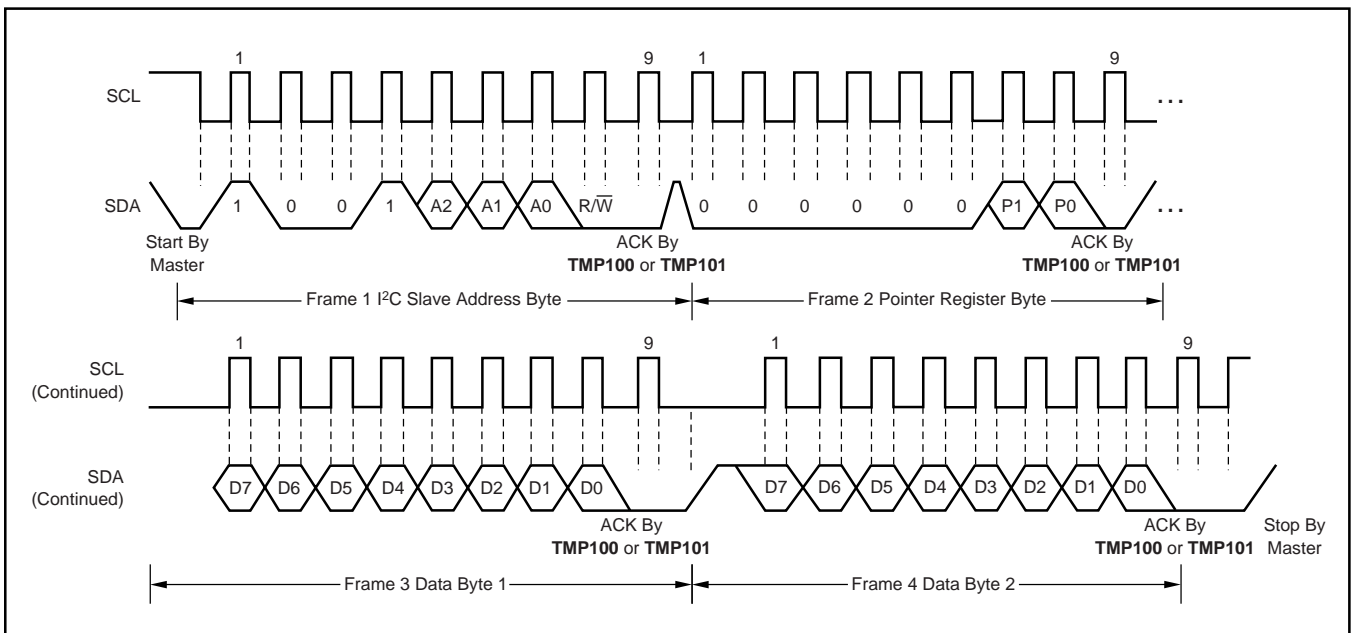 1 9 1 9
SCL ...
SDA 1 0 0 1 A2 A1 A0 R/W̅ 0 0 0 0 0 0 P1 P0 ...
Start By Master
ACK By TMP100 or TMP101
ACK By TMP100 or TMP101
Frame 1 I²C Slave Address Byte
Frame 2 Pointer Register Byte
1 9 1 9
SCL (Continued)
SDA (Continued)
D7 D6 D5 D4 D3 D2 D1 D0 D7 D6 D5 D4 D3 D2 D1 D0
ACK By TMP100 or TMP101
ACK By TMP100 or TMP101
Stop By Master
Frame 3 Data Byte 1
Frame 4 Data Byte 2